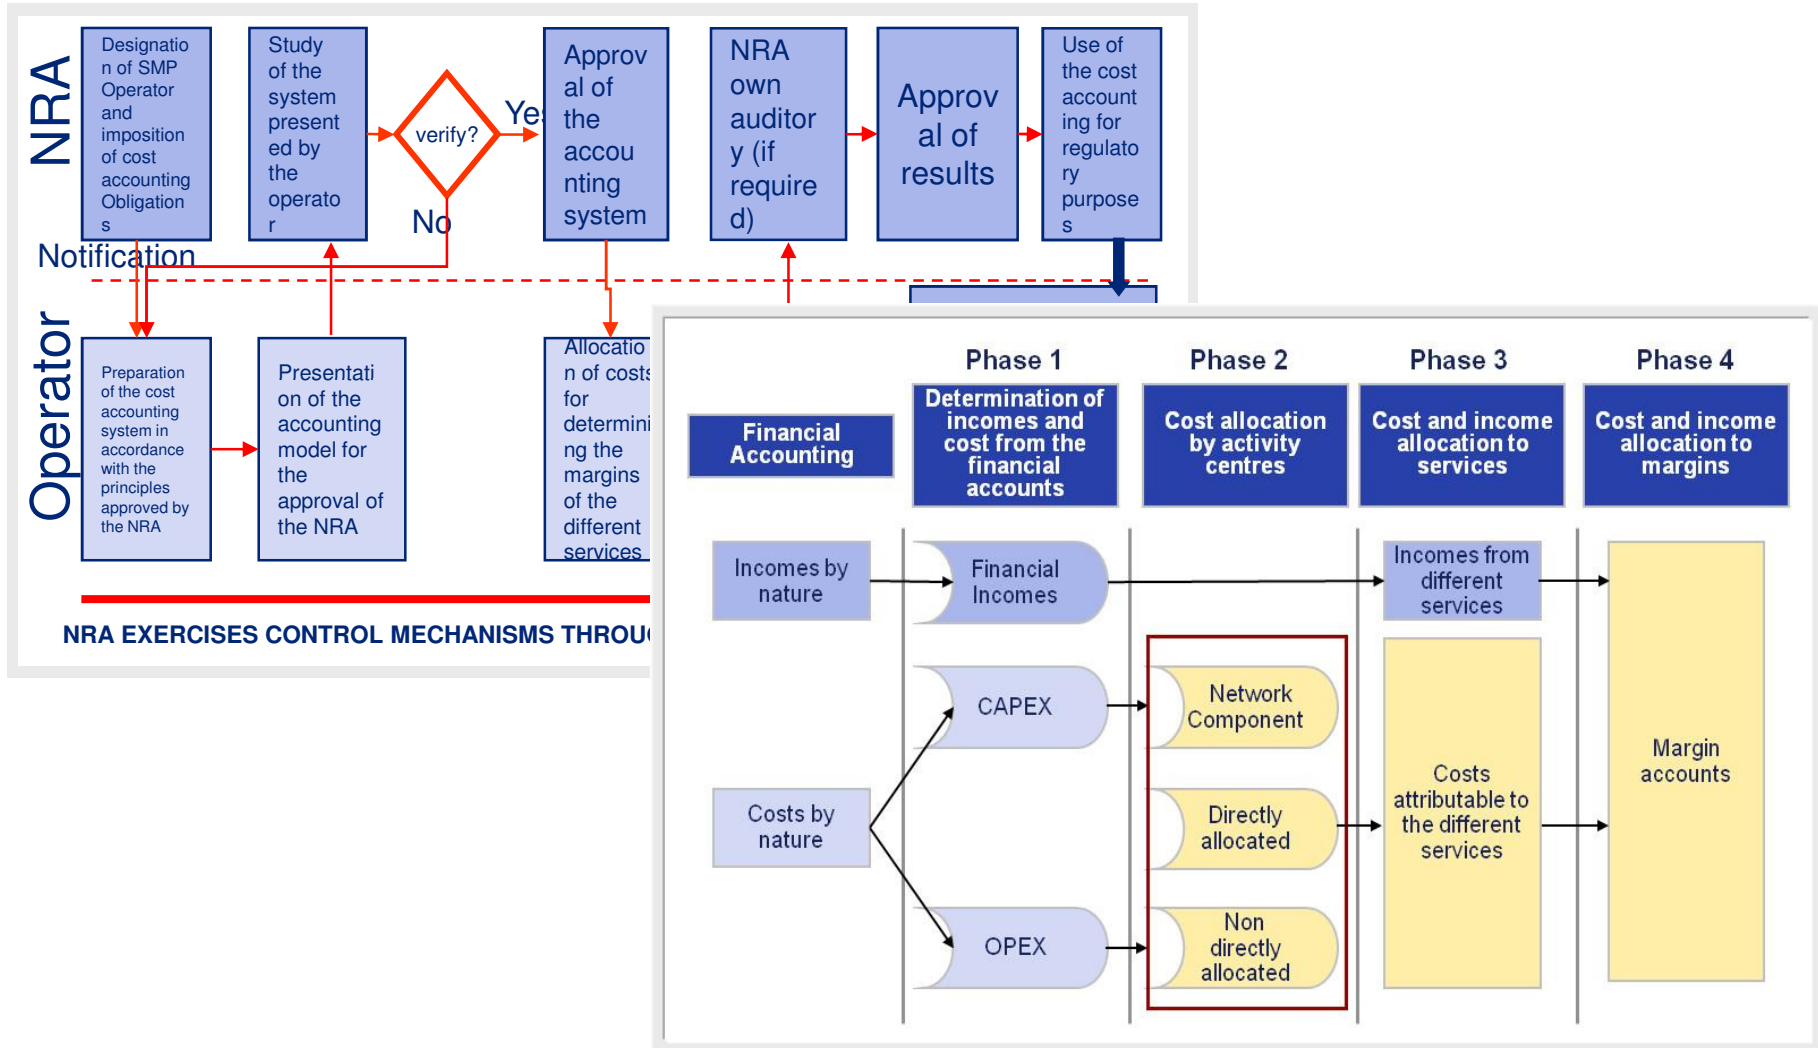 NRA
Designatio
n of SMP
Operator
and
imposition
of cost
accounting
Obligation
s
Study
of the
system
present
ed by
the
operato
r
verify?
Yes
No
Approv
al of
the
accou
nting
system
NRA
own
auditor
y (if
require
d)
Approv
al of
results
Use of
the cost
account
ing for
regulato
ry
purpose
s
Notification
Operator
Preparation
of the cost
accounting
system in
accordance
with the
principles
approved by
the NRA
Presentati
on of the
accounting
model for
the
approval of
the NRA
Allocatio
n of costs
for
determini
ng the
margins
of the
different
services
NRA EXERCISES CONTROL MECHANISMS
Phase 1
Phase 2
Phase 3
Phase 4
Financial
Accounting
Determination of
incomes and
cost from the
financial
accounts
Cost allocation
by activity
centres
Cost and income
allocation to
services
Cost and income
allocation to
margins
Incomes by
nature
Financial
Incomes
Incomes from
different
services
CAPEX
Network
Component
Costs by
nature
Directly
allocated
Costs
attributable to
the different
services
Margin
accounts
OPEX
Non
directly
allocated